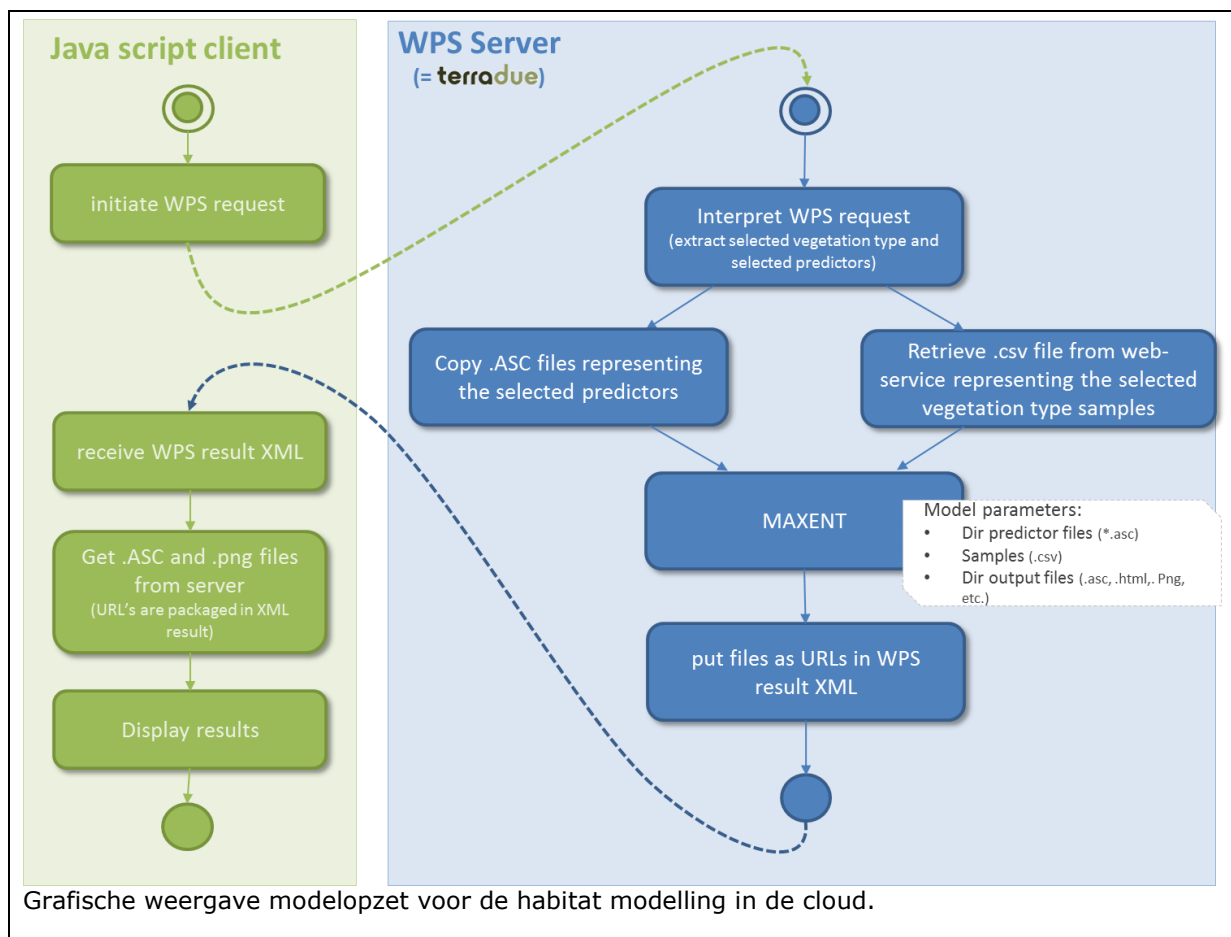 Java script client
initiate WPS request
receive WPS result XML
Get .ASC and .png files
from server
(URL's are packaged in XML
result)
Display results
WPS Server
(= terradue)
Interpret WPS request
(extract selected vegetation type and
selected predictors)
Copy .ASC files representing
the selected predictors
Retrieve .csv file from web-
service representing the selected
vegetation type samples
MAXENT
Model parameters:
• Dir predictor files (*.asc)
• Samples (.csv)
• Dir output files (.asc, .html,. Png,
etc.)
put files as URLs in WPS
result XML
Grafische weergave modelopzet voor de habitat modelling in de cloud.